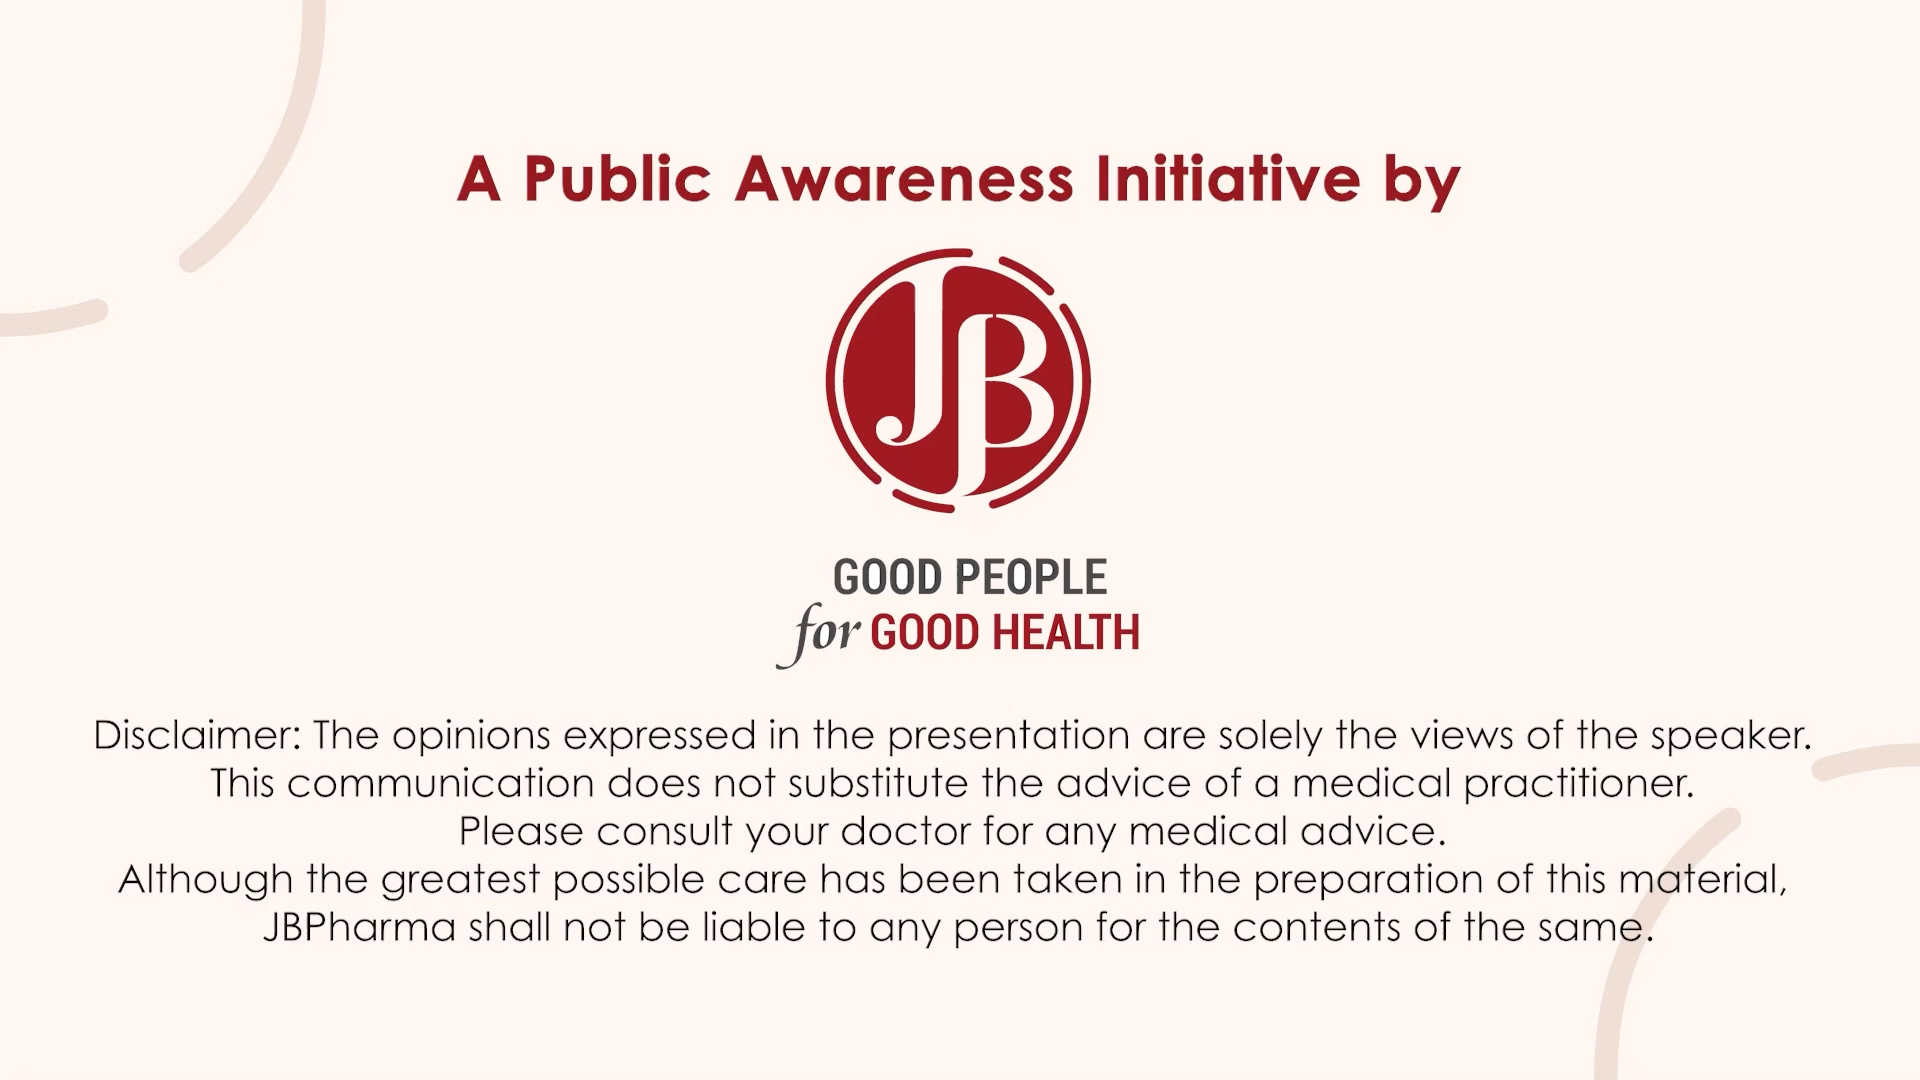 A Public Awareness Initiative by
JB
GOOD PEOPLE
for GOOD HEALTH
Disclaimer: The opinions expressed in the presentation are solely the views of the speaker.
This communication does not substitute the advice of a medical practitioner.
Please consult your doctor for any medical advice.
Although the greatest possible care has been taken in the preparation of this material,
JBPharma shall not be liable to any person for the contents of the same.